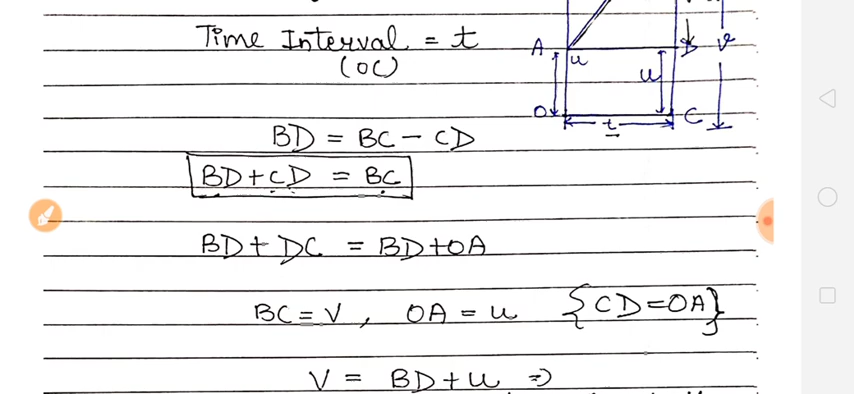 Time Interval = t
(OC)
A
u
D
v
u
O
t
C
BD = BC - CD
BD + CD = BC
BD + DC = BD + OA
BC = V , OA = u {CD = OA}
V = BD + u ⇒